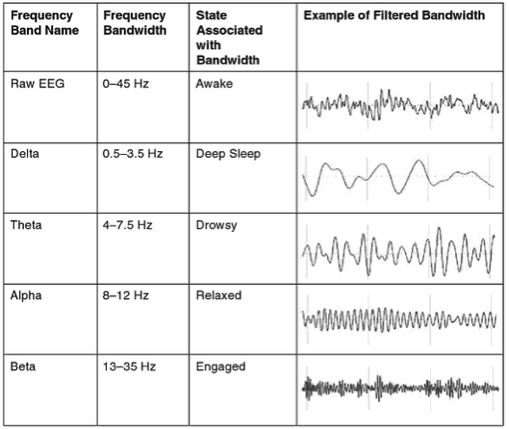 Frequency Band Name
Frequency Bandwidth
State Associated with Bandwidth
Example of Filtered Bandwidth
Raw EEG
0–45 Hz
Awake
Delta
0.5–3.5 Hz
Deep Sleep
Theta
4–7.5 Hz
Drowsy
Alpha
8–12 Hz
Relaxed
Beta
13–35 Hz
Engaged